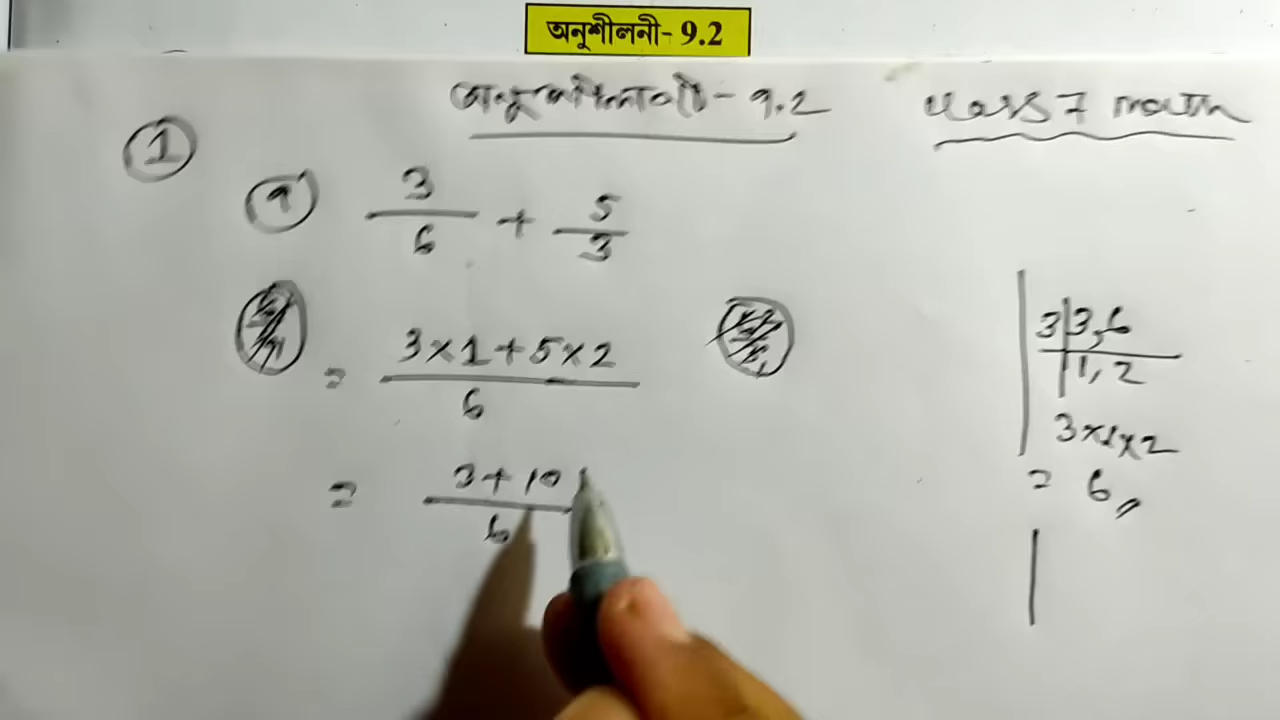 অনুশীলনী- 9.2
অনুশীলনী - 9.2
class 7 math
1
3/6 + 5/3
= 3×1+5×2/6
= 3+10/6
3|3,6
1,2
3×1×2
= 6